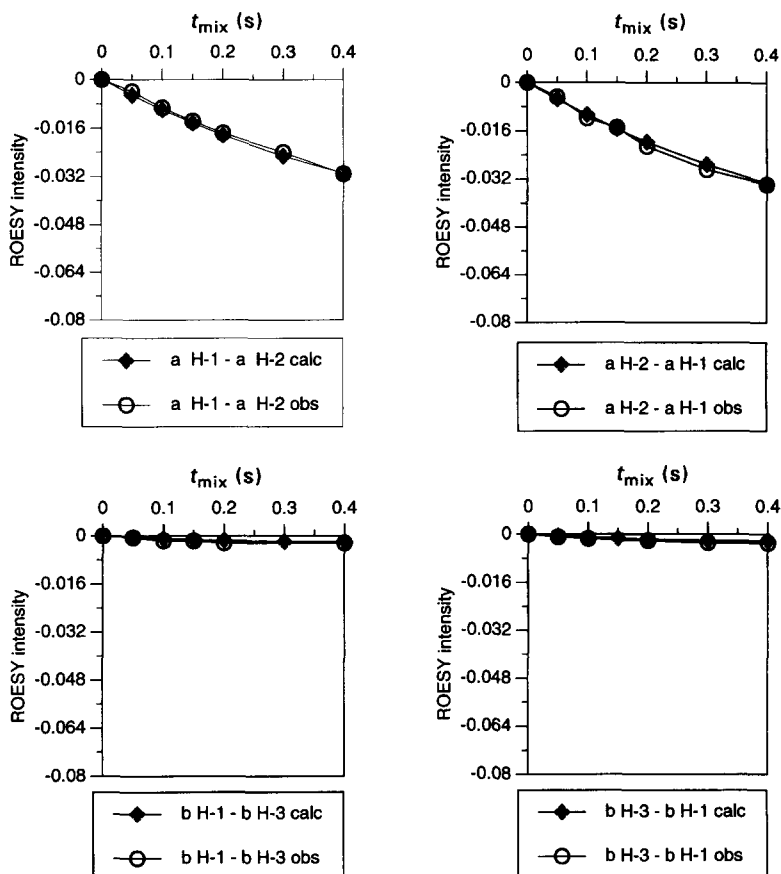 t_mix (s)
0 0.1 0.2 0.3 0.4
0
-0.016
-0.032
-0.048
-0.064
-0.08
ROESY intensity
a H-1 - a H-2 calc
a H-1 - a H-2 obs
t_mix (s)
0 0.1 0.2 0.3 0.4
0
-0.016
-0.032
-0.048
-0.064
-0.08
ROESY intensity
a H-2 - a H-1 calc
a H-2 - a H-1 obs
t_mix (s)
0 0.1 0.2 0.3 0.4
0
-0.016
-0.032
-0.048
-0.064
-0.08
ROESY intensity
b H-1 - b H-3 calc
b H-1 - b H-3 obs
t_mix (s)
0 0.1 0.2 0.3 0.4
0
-0.016
-0.032
-0.048
-0.064
-0.08
ROESY intensity
b H-3 - b H-1 calc
b H-3 - b H-1 obs